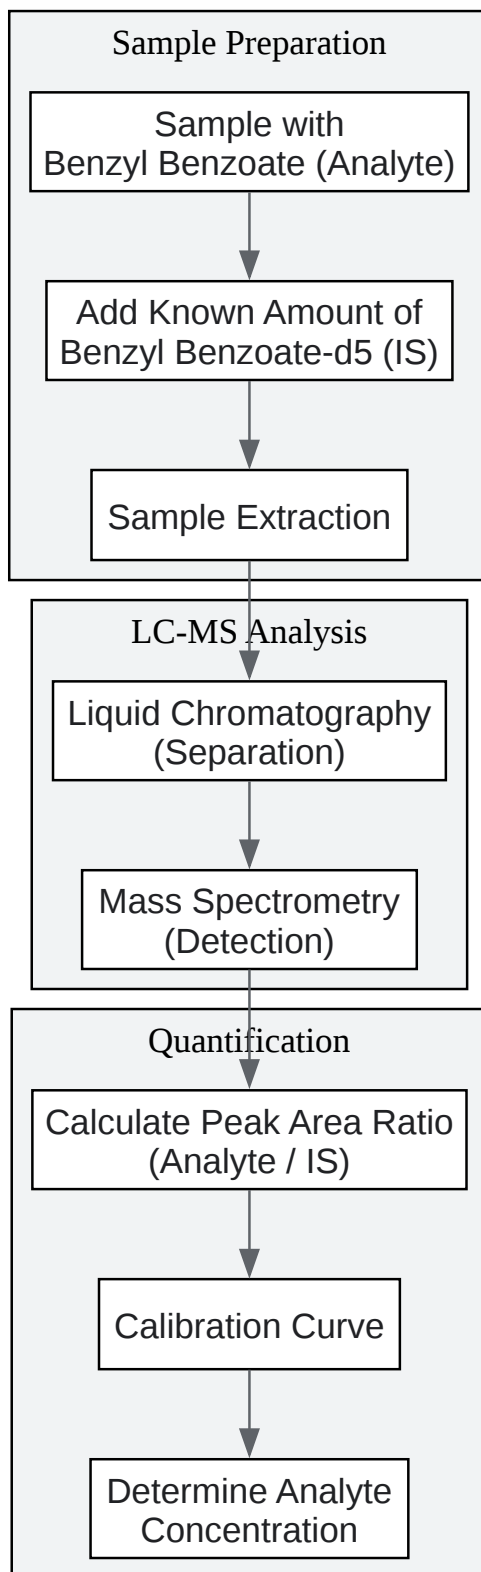 Sample Preparation
Sample with
Benzyl Benzoate (Analyte)
Add Known Amount of
Benzyl Benzoate-d5 (IS)
Sample Extraction
LC-MS Analysis
Liquid Chromatography
(Separation)
Mass Spectrometry
(Detection)
Quantification
Calculate Peak Area Ratio
(Analyte / IS)
Calibration Curve
Determine Analyte
Concentration